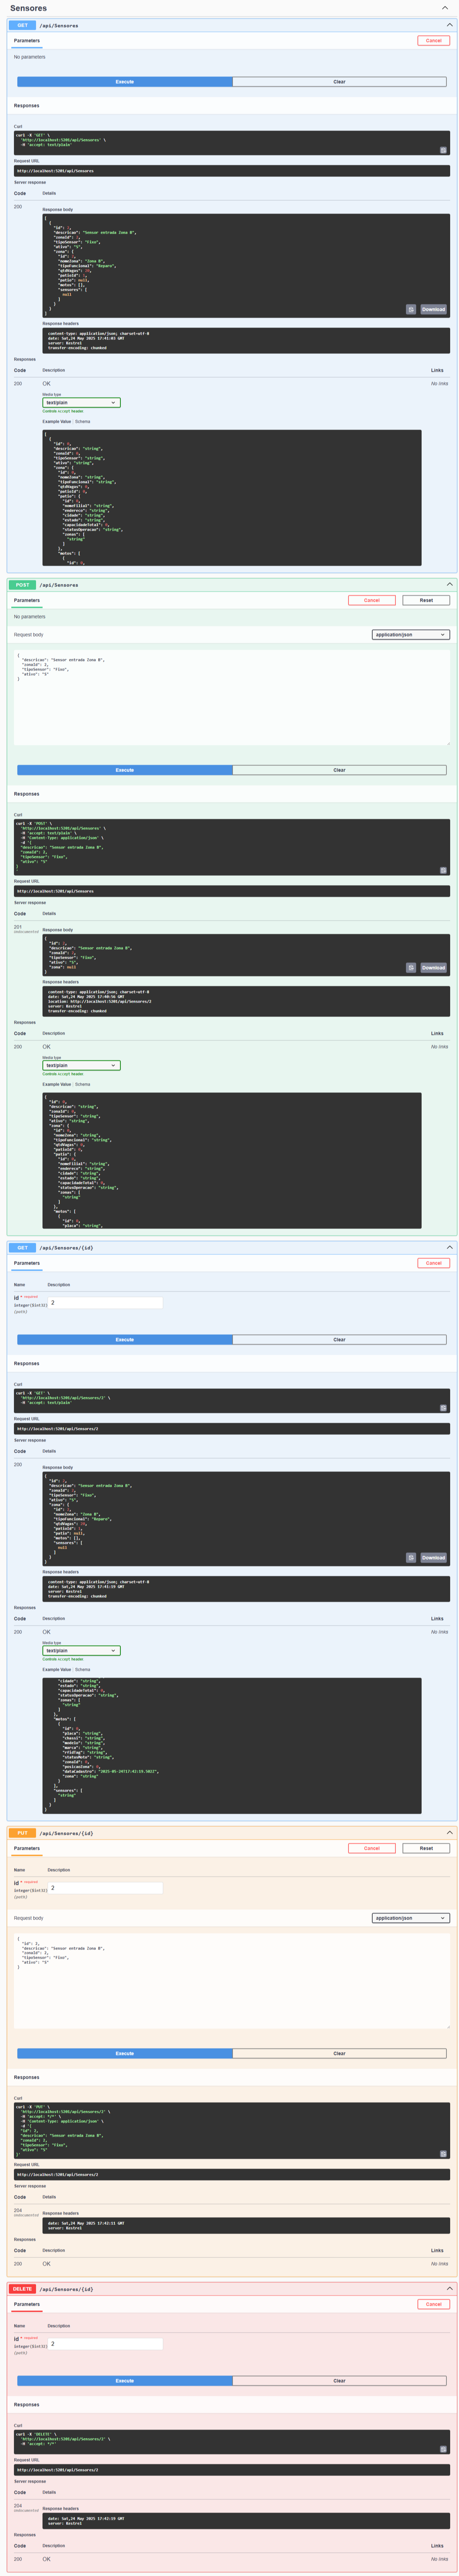 Sensores
GET /api/Sensores
Parameters Cancel
No parameters
Execute Clear
Responses
Curl
curl -X 'GET' \
'http://localhost:5201/api/Sensores' \
-H 'accept: text/plain'
Request URL
http://localhost:5201/api/Sensores
Server response
Code Details
200 Response body
[
{
"id":
"descricao": "Sensor entrada Zona B",
"zonaId":
"tipoSensor": "Fixo",
"ativo": "S",
"zona": {
"id":
"nomeZona": "Zona B",
"tipoFuncional": "Reparo",
"qtdVagas":
"patioId":
"patio": null,
"motos": [],
"sensores": [
null
]
}
}
]
Download
Response headers
content-type: application/json; charset=utf-8
date: Sat,24 May 2025 17:41:03 GMT
server: Kestrel
transfer-encoding: chunked
Responses
Code Description Links
200 OK No links
Media type
text/plain
Controls Accept header.
Example Value Schema
[
{
"id": 0,
"descricao": "string",
"zonaId": 0,
"tipoSensor": "string",
"ativo": "string",
"zona": {
"id": 0,
"nomeZona": "string",
"tipoFuncional": "string",
"qtdVagas": 0,
"patioId": 0,
"patio": {
"id": 0,
"nomeFilial": "string",
"endereco": "string",
"cidade": "string",
"estado": "string",
"capacidadeTotal": 0,
"statusOperacao": "string",
"zonas": [
"string"
]
},
"motos": [
{
"id": 0,
POST /api/Sensores
Parameters Cancel Reset
No parameters
Request body application/json
{
"descricao": "Sensor entrada Zona B",
"zonaId": 3,
"tipoSensor": "Fixo",
"ativo": "S"
}
Execute Clear
Responses
Curl
curl -X 'POST' \
'http://localhost:5201/api/Sensores' \
-H 'accept: text/plain' \
-H 'Content-Type: application/json' \
-d '{
"descricao": "Sensor entrada Zona B",
"zonaId": 3,
"tipoSensor": "Fixo",
"ativo": "S"
}
'
Request URL
http://localhost:5201/api/Sensores
Server response
Code Details
201 Undocumented Response body
{
"id":
"descricao": "Sensor entrada Zona B",
"zonaId":
"tipoSensor": "Fixo",
"ativo": "S",
"zona": null
}
Download
Response headers
content-type: application/json; charset=utf-8
date: Sat,24 May 2025 17:40:56 GMT
location: http://localhost:5201/api/Sensores/2
server: Kestrel
transfer-encoding: chunked
Responses
Code Description Links
200 OK No links
Media type
text/plain
Controls Accept header.
Example Value Schema
{
"id": 0,
"descricao": "string",
"zonaId": 0,
"tipoSensor": "string",
"ativo": "string",
"zona": {
"id": 0,
"nomeZona": "string",
"tipoFuncional": "string",
"qtdVagas": 0,
"patioId": 0,
"patio": {
"id": 0,
"nomeFilial": "string",
"endereco": "string",
"cidade": "string",
"estado": "string",
"capacidadeTotal": 0,
"statusOperacao": "string",
"zonas": [
"string"
]
},
"motos": [
{
"id": 0,
"placa": "string",
GET /api/Sensores/{id}
Parameters Cancel
Name Description
id * required
integer($int32)
(path)
2
Execute Clear
Responses
Curl
curl -X 'GET' \
'http://localhost:5201/api/Sensores/2' \
-H 'accept: text/plain'
Request URL
http://localhost:5201/api/Sensores/2
Server response
Code Details
200 Response body
{
"id":
"descricao": "Sensor entrada Zona B",
"zonaId":
"tipoSensor": "Fixo",
"ativo": "S",
"zona": {
"id":
"nomeZona": "Zona B",
"tipoFuncional": "Reparo",
"qtdVagas":
"patioId":
"patio": null,
"motos": [],
"sensores": [
null
]
}
}
Download
Response headers
content-type: application/json; charset=utf-8
date: Sat,24 May 2025 17:41:19 GMT
server: Kestrel
transfer-encoding: chunked
Responses
Code Description Links
200 OK No links
Media type
text/plain
Controls Accept header.
Example Value Schema
"cidade": "string",
"estado": "string",
"capacidadeTotal": 0,
"statusOperacao": "string",
"zonas": [
"string"
]
},
"motos": [
{
"id": 0,
"placa": "string",
"chassi": "string",
"modelo": "string",
"marca": "string",
"rfidTag": "string",
"statusMoto": "string",
"zonaId": 0,
"posicaoZona": 0,
"dataCadastro":
"zona": "string"
}
],
"sensores": [
"string"
]
}
}
PUT /api/Sensores/{id}
Parameters Cancel Reset
Name Description
id * required
integer($int32)
(path)
2
Request body application/json
{
"id": 2,
"descricao": "Sensor entrada Zona B",
"zonaId": 3,
"tipoSensor": "Fixo",
"ativo":
}
Execute Clear
Responses
Curl
curl -X 'PUT' \
'http://localhost:5201/api/Sensores/2' \
-H 'accept: */*' \
-H 'Content-Type: application/json' \
-d '{
"id": 2,
"descricao": "Sensor entrada Zona B",
"zonaId": 3,
"tipoSensor": "Fixo",
"ativo":
}'
Request URL
http://localhost:5201/api/Sensores/2
Server response
Code Details
204 Undocumented Response headers
date: Sat,24 May 2025 17:42:11 GMT
server: Kestrel
Responses
Code Description Links
200 OK No links
DELETE /api/Sensores/{id}
Parameters Cancel
Name Description
id * required
integer($int32)
(path)
2
Execute Clear
Responses
Curl
curl -X 'DELETE' \
'http://localhost:5201/api/Sensores/2' \
-H 'accept: */*'
Request URL
http://localhost:5201/api/Sensores/2
Server response
Code Details
204 Undocumented Response headers
date: Sat,24 May 2025 17:42:19 GMT
server: Kestrel
Responses
Code Description Links
200 OK No links